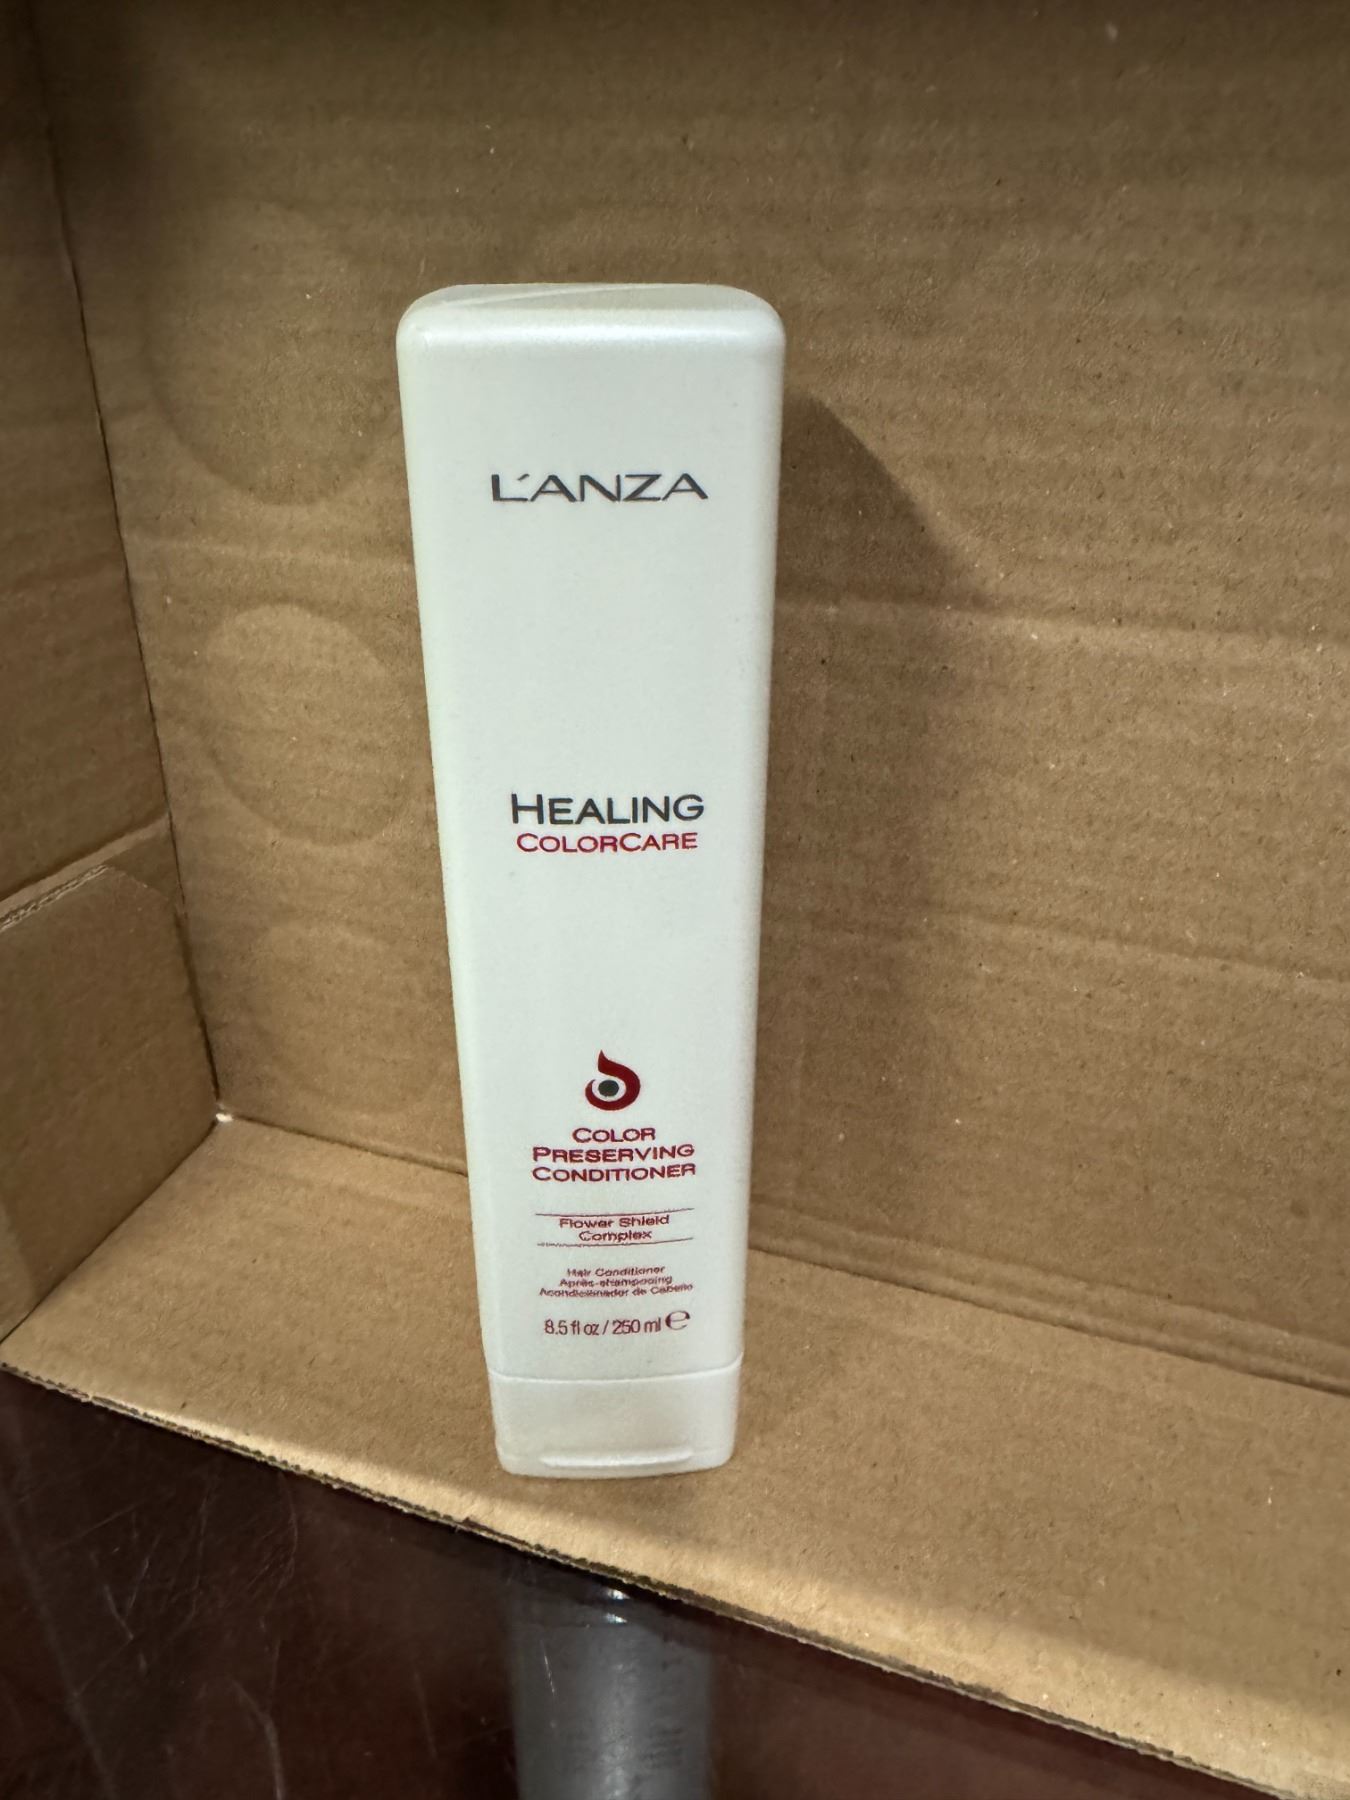 L'ANZA
HEALING
COLORCARE
COLOR
PRESERVING
CONDITIONER
Flower Shield
Complex
Hair Conditioner
Après-shampooing
Acondicionador de Cabello
8.5 fl oz / 250 ml ℮